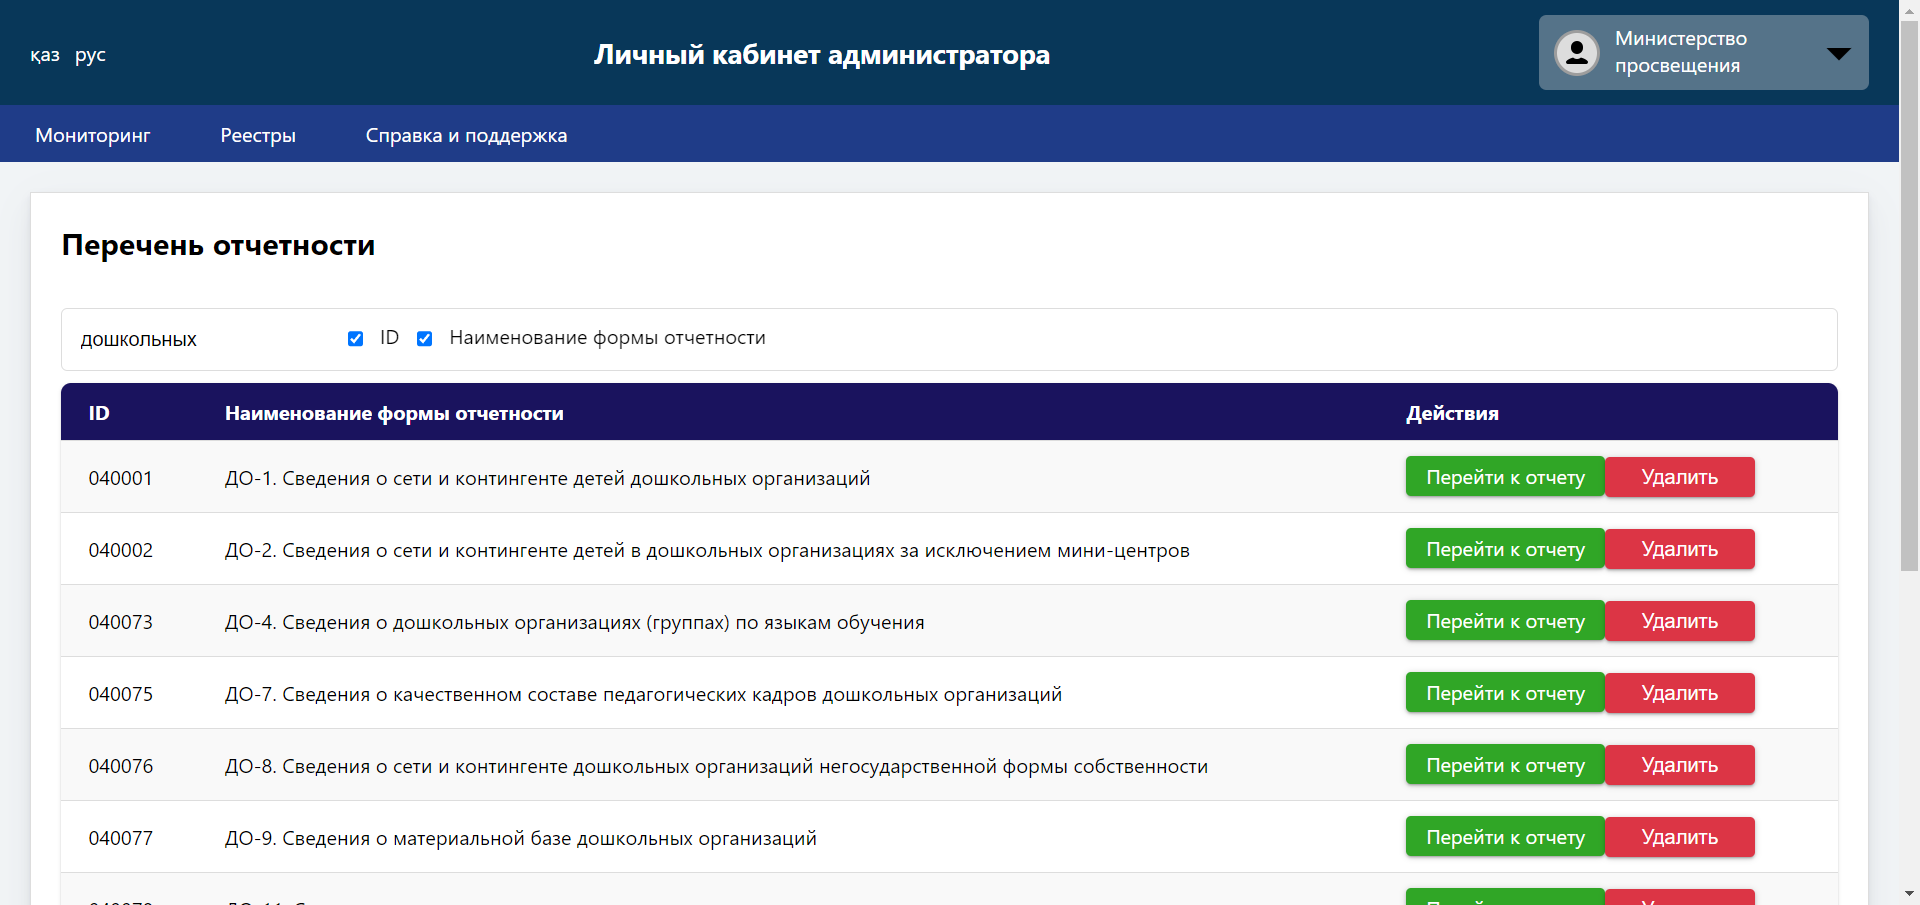 қаз рус
Личный кабинет администратора
Министерство
просвещения
Мониторинг Реестры Справка и поддержка
Перечень отчетности
дошкольных ID Наименование формы отчетности
ID Наименование формы отчетности Действия
040001 ДО-1. Сведения о сети и контингенте детей дошкольных организаций Перейти к отчету Удалить
040002 ДО-2. Сведения о сети и контингенте детей в дошкольных организациях за исключением мини-центров Перейти к отчету Удалить
040073 ДО-4. Сведения о дошкольных организациях (группах) по языкам обучения Перейти к отчету Удалить
040075 ДО-7. Сведения о качественном составе педагогических кадров дошкольных организаций Перейти к отчету Удалить
040076 ДО-8. Сведения о сети и контингенте дошкольных организаций негосударственной формы собственности Перейти к отчету Удалить
040077 ДО-9. Сведения о материальной базе дошкольных организаций Перейти к отчету Удалить